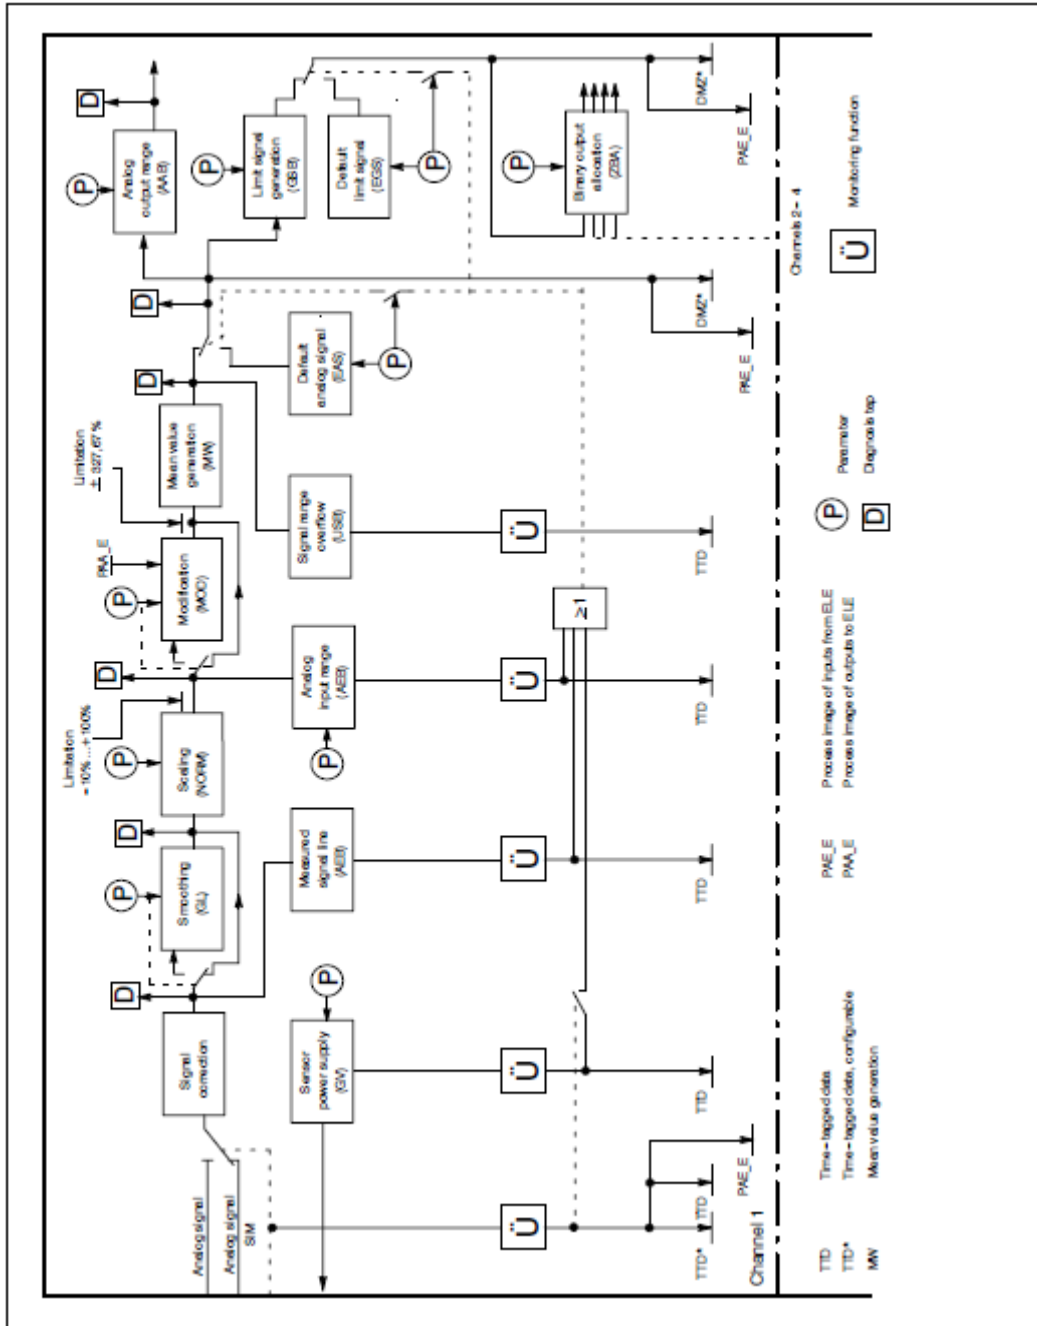 Analog signal
Analog signal
SIM
Signal
correction
D
P
Smoothing
(GL)
D
P
Limitation
-10%...+100%
Scaling
(NORM)
D
P
PAA_E
Modification
(MOD)
Limitation
± 327,67 %
Mean value
generation
(MW)
D
D
P
Analog
output range
(AAB)
D
P
Limit signal
generation
(GSB)
Default
limit signal
(EGS)
P
Sensor
power supply
(GV)
P
Measured
signal line
(AEB)
Analog
input range
(AEB)
P
Signal range
overflow
(USB)
Default
analog signal
(EAS)
P
P
Binary output
allocation
(ZBA)
Ü
Ü
Ü
Ü
Ü
≥1
TTD*
TTD
PAE_E
TTD
TTD
TTD
TTD
DMZ*
PAE_E
DMZ*
PAE_E
Channel 1
Channels 2 – 4
TTD Time–tagged data
TTD* Time–tagged data, configurable
MW Mean value generation
PAE_E Process image of inputs from ELE
PAA_E Process image of outputs to ELE
P Parameter
D Diagnosis tap
Ü Monitoring function